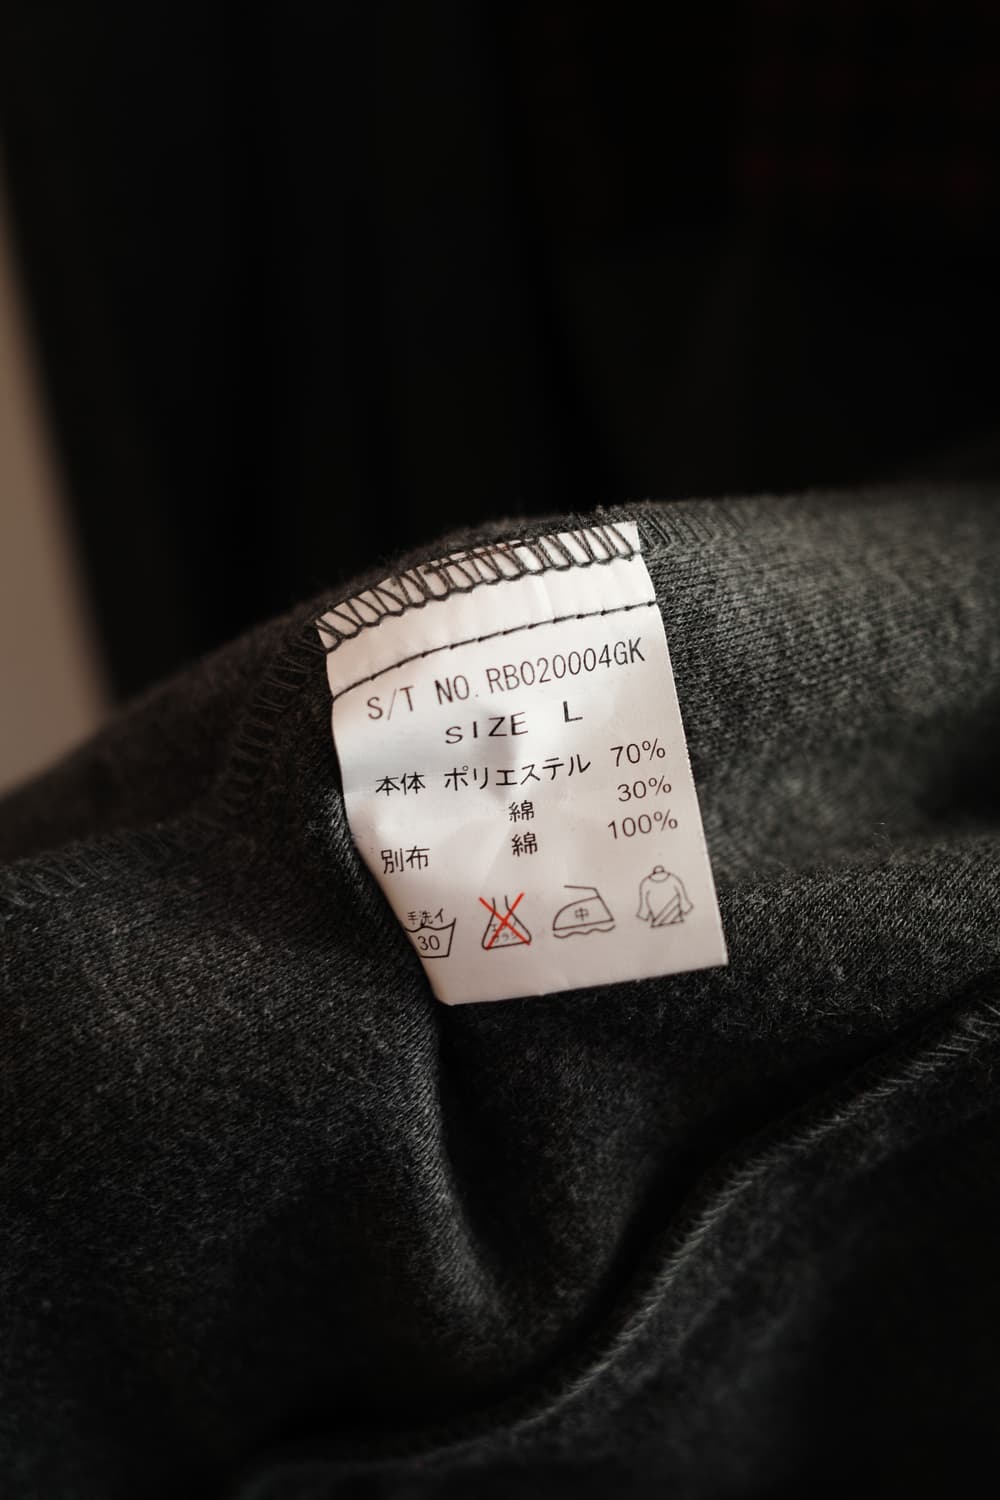 S/T NO. RB020004GK
SIZE L
本体 ポリエステル 70%
綿 30%
別布 綿 100%
手洗イ
30
中